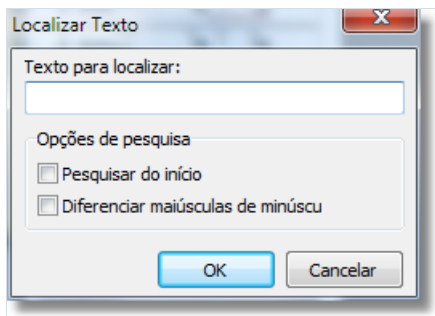 Localizar Texto
Texto para localizar:
Opções de pesquisa
Pesquisar do início
Diferenciar maiúsculas de minúscu
OK
Cancelar